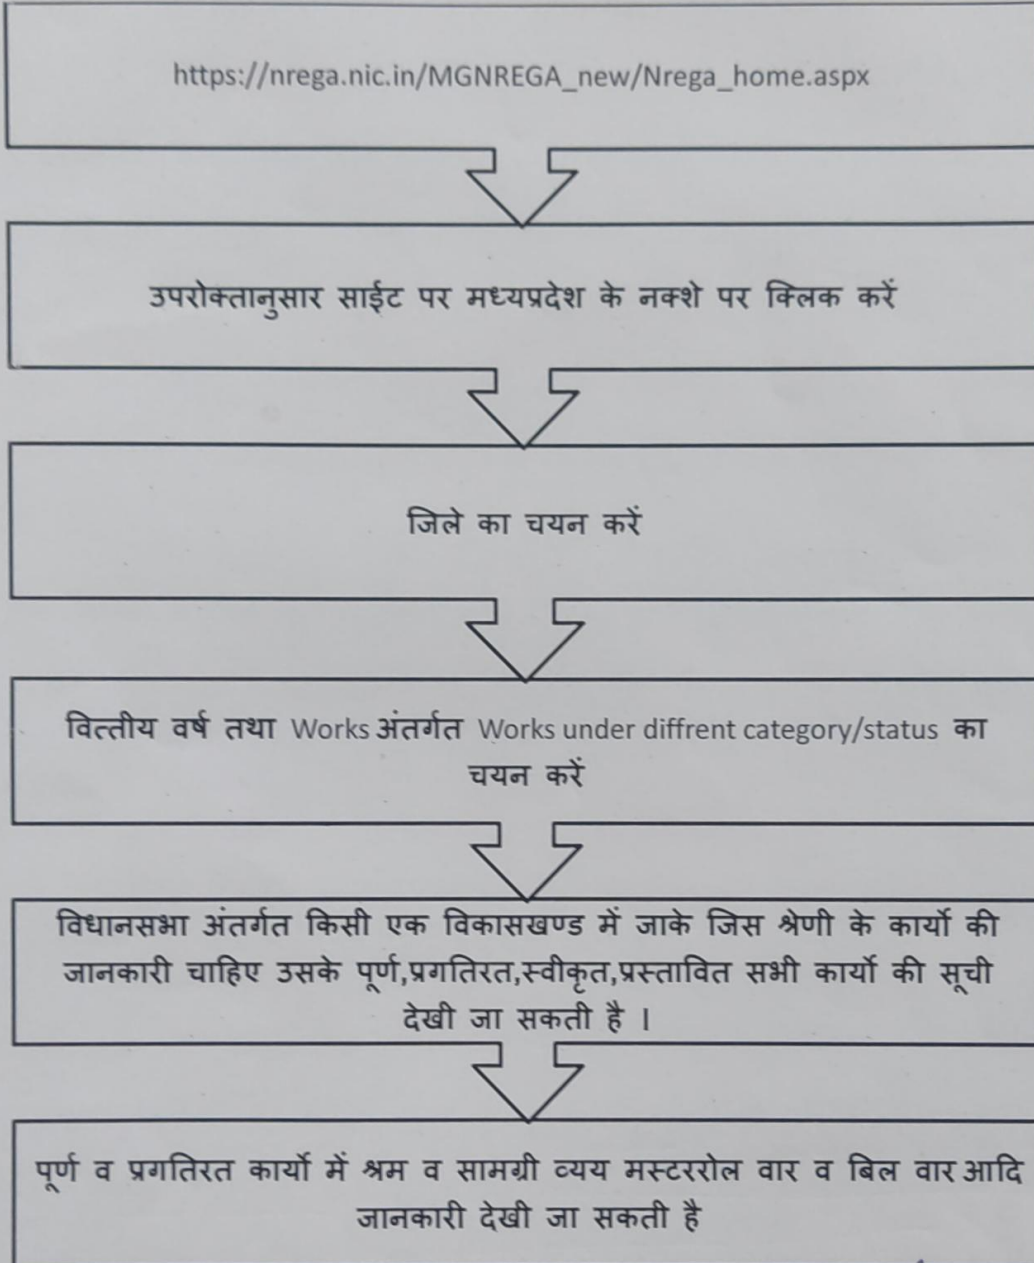 https://nrega.nic.in/MGNREGA_new/Nrega_home.aspx
उपरोक्तानुसार साईट पर मध्यप्रदेश के नक्शे पर क्लिक करें
जिले का चयन करें
वित्तीय वर्ष तथा Works अंतर्गत Works under diffrent category/status का
चयन करें
विधानसभा अंतर्गत किसी एक विकासखण्ड में जाके जिस श्रेणी के कार्यो की
जानकारी चाहिए उसके पूर्ण,प्रगतिरत,स्वीकृत,प्रस्तावित सभी कार्यो की सूची
देखी जा सकती है ।
पूर्ण व प्रगतिरत कार्यो में श्रम व सामग्री व्यय मस्टररोल वार व बिल वार आदि
जानकारी देखी जा सकती है